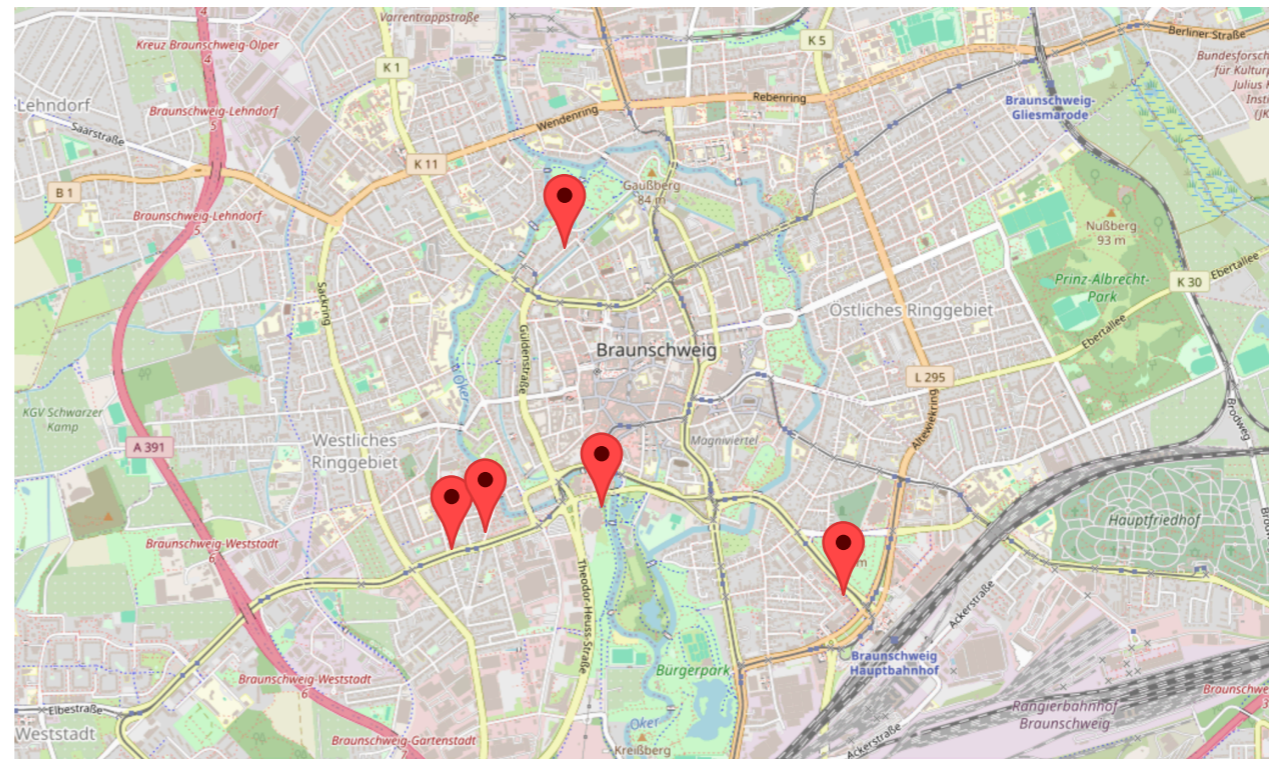 4
Varrentrappstraße
K 5
Berliner Straße
Kreuz Braunschweig-Olper
4
K 1
Bundesforsch
für Kulturp
Julius K
Insti
(JK
Lehndorf
Braunschweig-Lehndorf
5
Rebenring
Braunschweig-
Gliesmarode
Wendenring
Saarstraße
K 11
B 1
Gaußberg
84 m
Braunschweig-Lehndorf
5
Nußberg
93 m
Ebertallee
K 30
Prinz-Albrecht-
Park
Sackring
Östliches Ringgebiet
Ebertallee
Güldenstraße
Braunschweig
Oker
L 295
KGV Schwarzer
Kamp
Altewiekring
Brodweg
A 391
Westliches
Ringgebiet
Magniviertel
Hauptfriedhof
Braunschweig-Weststadt
6
m
Theodor-Heuss-Straße
Ackerstraße
Braunschweig
Hauptbahnhof
Bürgerpark
Braunschweig-Weststadt
6
Braunschwe
3
Elbestraße
Rangierbahnhof
Braunschweig
Weststadt
Oker
Braunschweig-Gartenstadt
Kreißberg
Ackerstraße